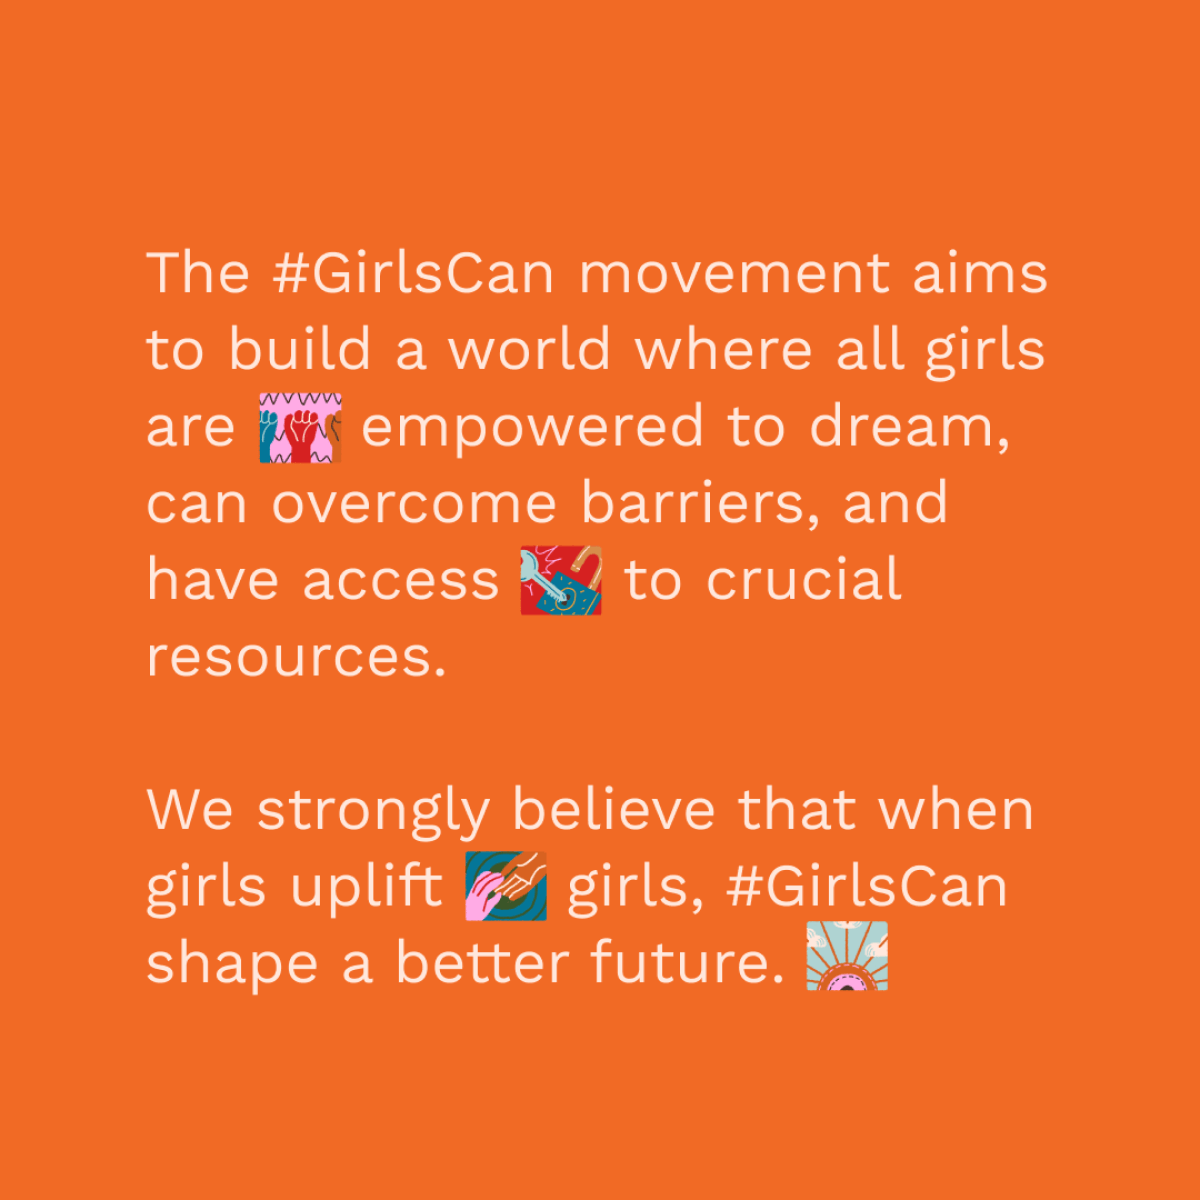 The #GirlsCan movement aims
to build a world where all girls
are empowered to dream,
can overcome barriers, and
have access to crucial
resources.
We strongly believe that when
girls uplift girls, #GirlsCan
shape a better future.